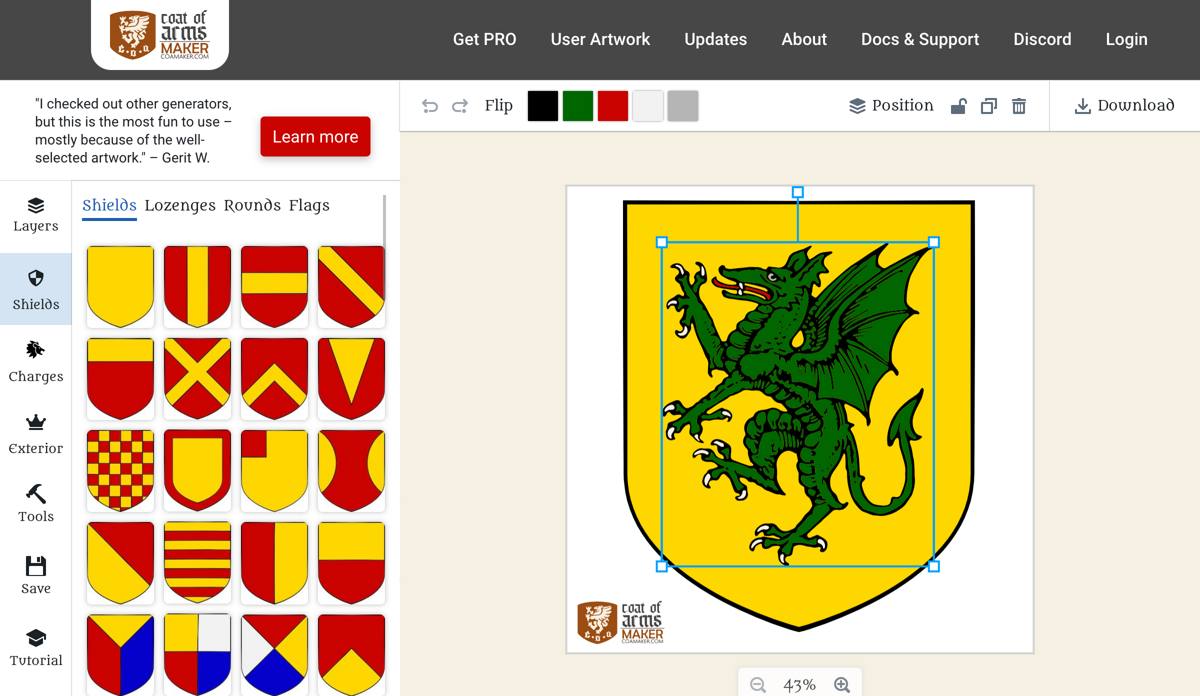 coat of
arms
MAKER
COAMAKER.COM
Get PRO
User Artwork
Updates
About
Docs & Support
Discord
Login
"I checked out other generators,
but this is the most fun to use –
mostly because of the well-
selected artwork." – Gerit W.
Learn more
Flip
Position
Download
Layers
Shields
Charges
Exterior
Tools
Save
Tutorial
Shields
Lozenges
Rounds
Flags
coat of
arms
MAKER
COAMAKER.COM
43%